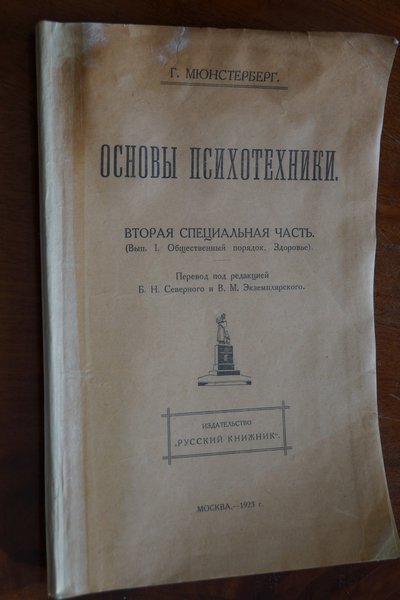 Г. МЮНСТЕРБЕРГ.
ОСНОВЫ ПСИХОТЕХНИКИ.
ВТОРАЯ СПЕЦИАЛЬНАЯ ЧАСТЬ.
(Вып. I. Общественный порядок. Здоровье).
Перевод под редакцией
Б. Н. Северного и В. М. Экземплярского.
ИЗДАТЕЛЬСТВО
„РУССКИЙ КНИЖНИК“.
МОСКВА.—1923 г.